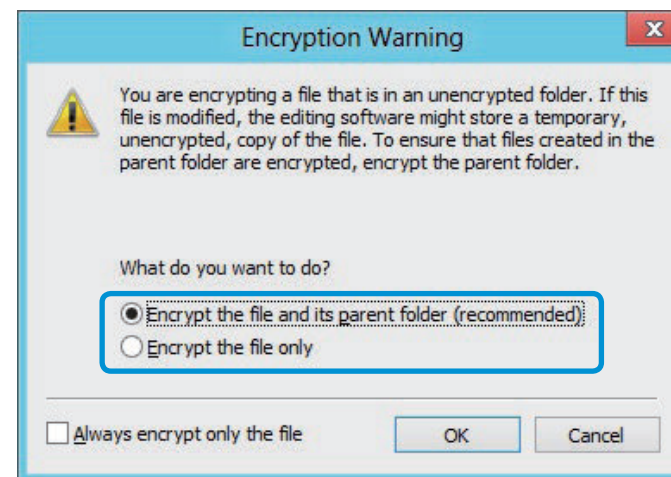 Encryption Warning
You are encrypting a file that is in an unencrypted folder. If this
file is modified, the editing software might store a temporary,
unencrypted, copy of the file. To ensure that files created in the
parent folder are encrypted, encrypt the parent folder.
What do you want to do?
Encrypt the file and its parent folder (recommended)
Encrypt the file only
Always encrypt only the file
OK
Cancel